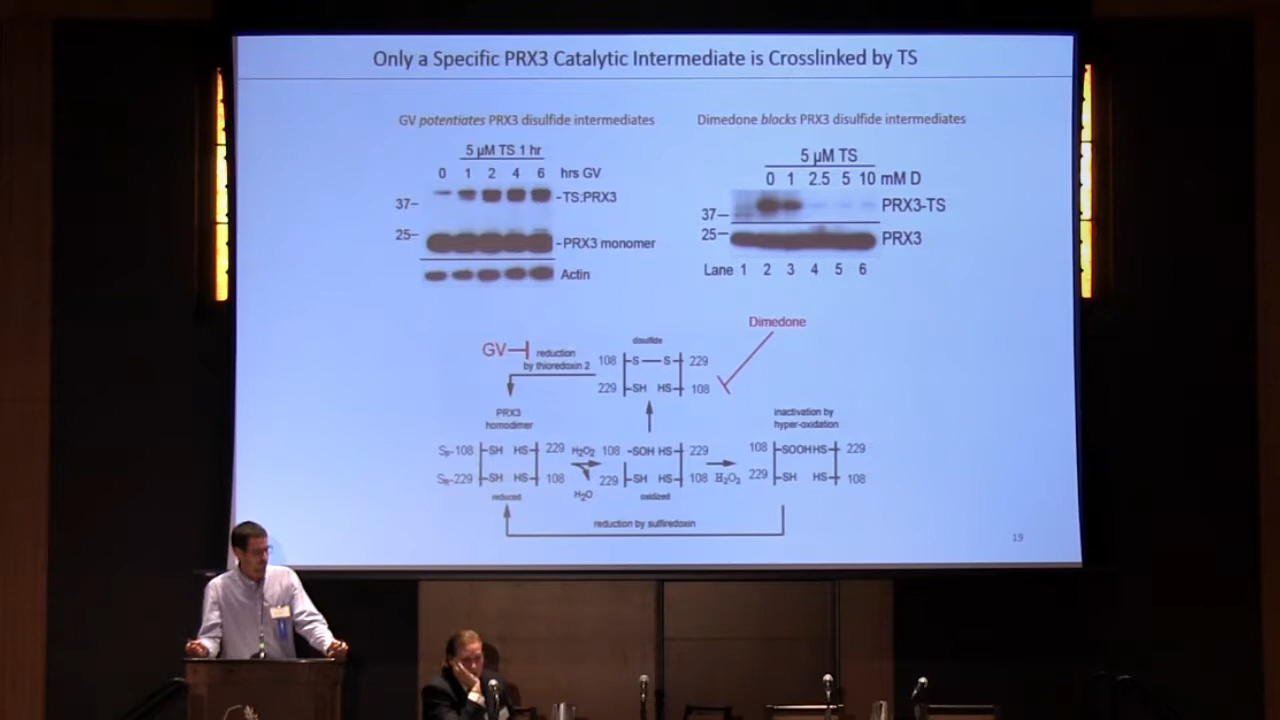 Only a Specific PRX3 Catalytic Intermediate is Crosslinked by TS
GV potentiates PRX3 disulfide intermediates
5 µM TS 1 hr
0 1 2 4 6 hrs GV
37– -TS:PRX3
25– -PRX3 monomer
Actin
Dimedone blocks PRX3 disulfide intermediates
5 µM TS
0 1 2.5 5 10 mM D
PRX3-TS
37–
25– PRX3
Lane 1 2 3 4 5 6
Dimedone
GV
reduction
by thioredoxin 2
disulfide
108 S—S 229
229 SH HS 108
PRX3
homodimer
inactivation by
hyper-oxidation
Sp-108 SH HS 229
SR-229 SH HS 108
reduced
H2O2
H2O
108 -SOH HS 229
229 SH HS 108
oxidized
H2O2
108 SOOHHS 229
229 SH HS 108
reduction by sulfiredoxin
19